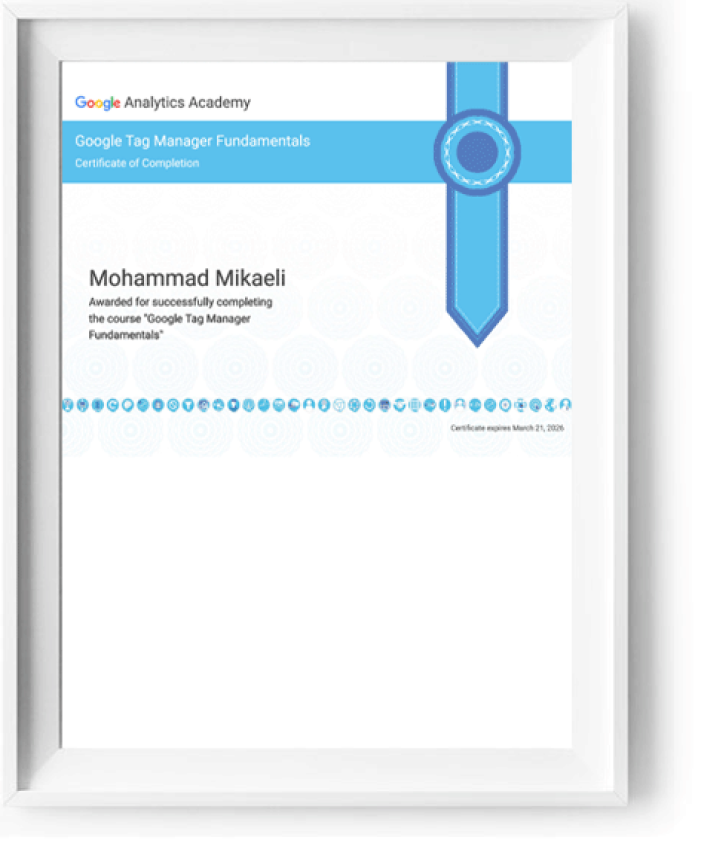 Google Analytics Academy
Google Tag Manager Fundamentals
Certificate of Completion
Mohammad Mikaeli
Awarded for successfully completing
the course "Google Tag Manager
Fundamentals"
Certificate expires March 21, 2026